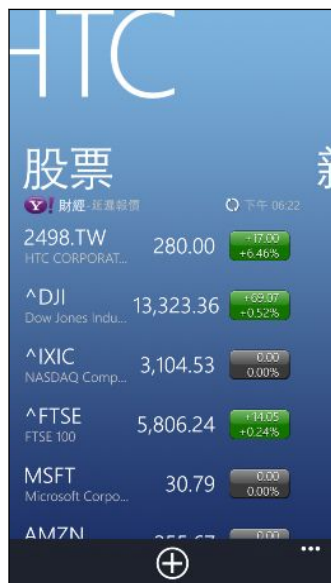 HTC
股票
Y! 財經-延遲報價 下午 06:22
2498.TW 280.00 +17.00
HTC CORPORAT... +6.46%
^DJI 13,323.36 +69.07
Dow Jones Indu... +0.52%
^IXIC 3,104.53 0.00
NASDAQ Comp... 0.00%
^FTSE 5,806.24 +14.05
FTSE 100 +0.24%
MSFT 30.79 0.00
Microsoft Corpo... 0.00%
AMZN 0.00